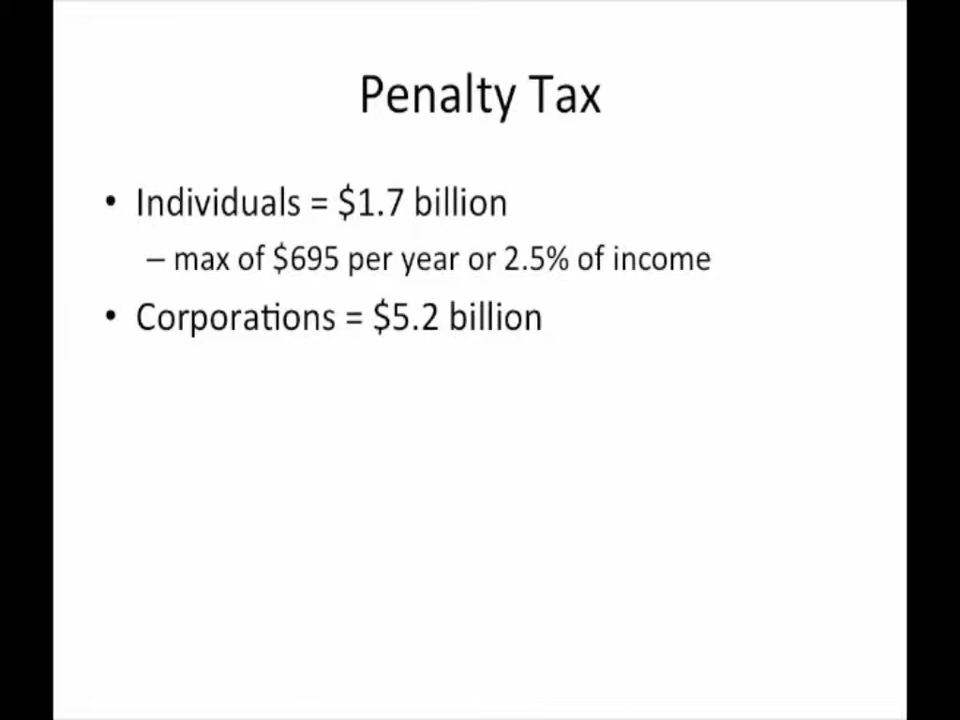 Penalty Tax
• Individuals = $1.7 billion
– max of $695 per year or 2.5% of income
• Corporations = $5.2 billion